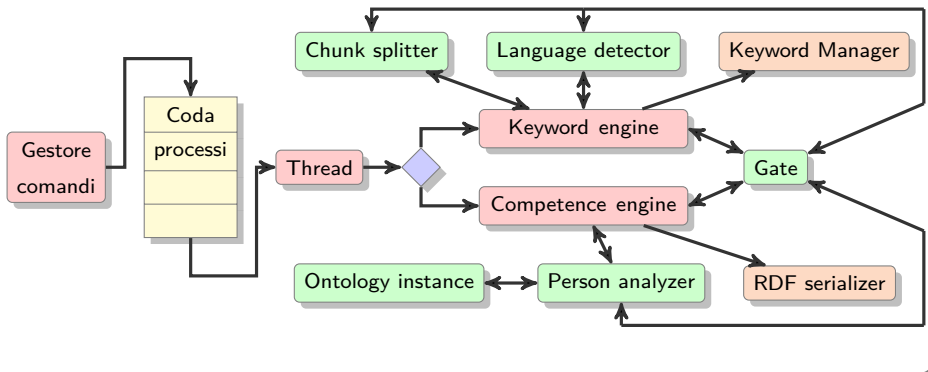 Chunk splitter
Language detector
Keyword Manager
Coda
processi
Keyword engine
Gestore
comandi
Thread
Gate
Competence engine
Ontology instance
Person analyzer
RDF serializer